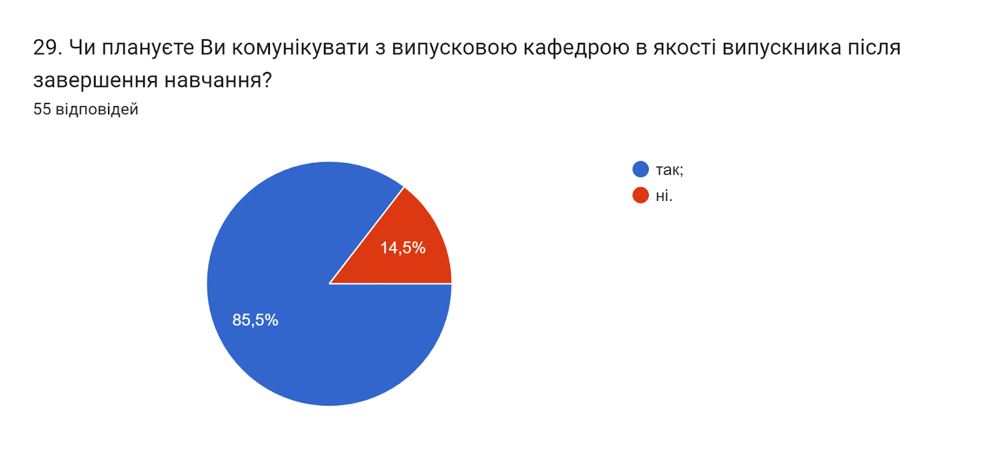 29. Чи плануєте Ви комунікувати з випусковою кафедрою в якості випускника після
завершення навчання?
55 відповідей
так;
ні.
14,5%
85,5%